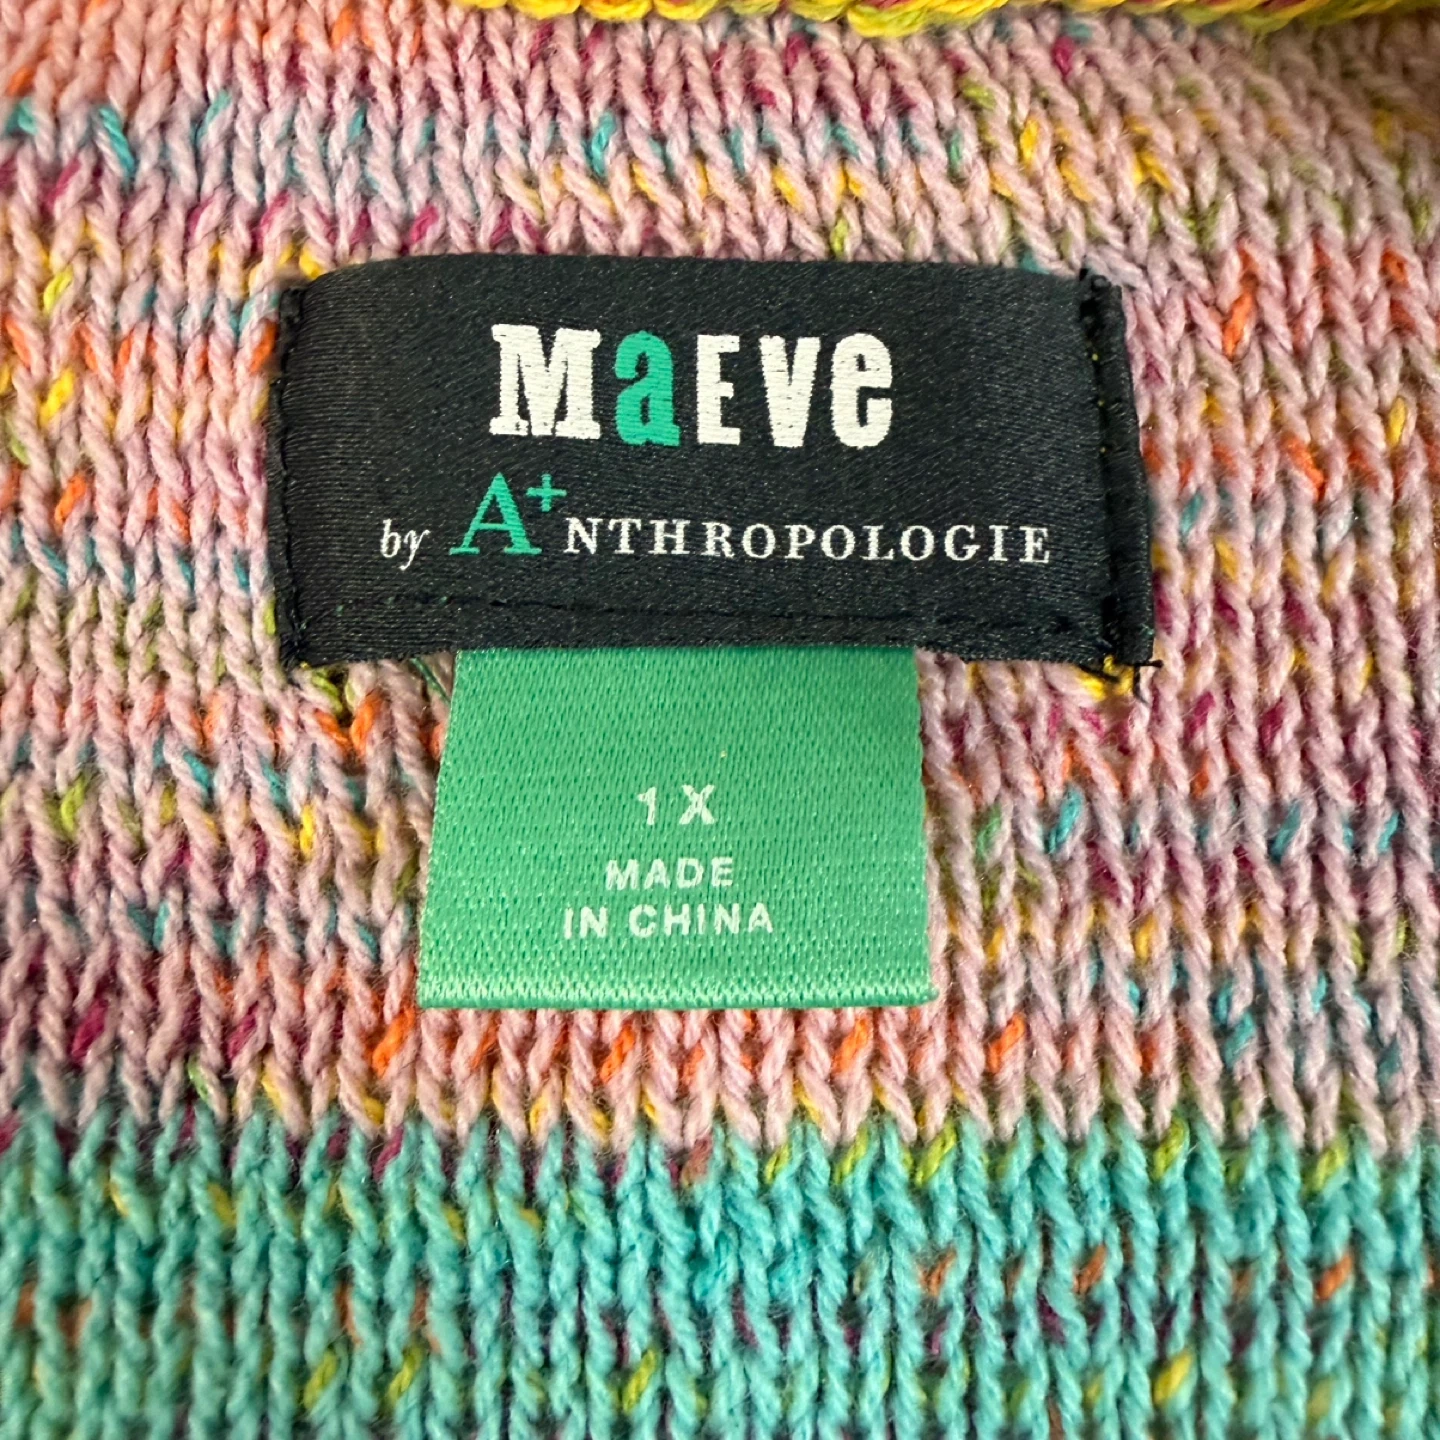 MaEVe
by A+NTHROPOLOGIE
1X
MADE
IN CHINA